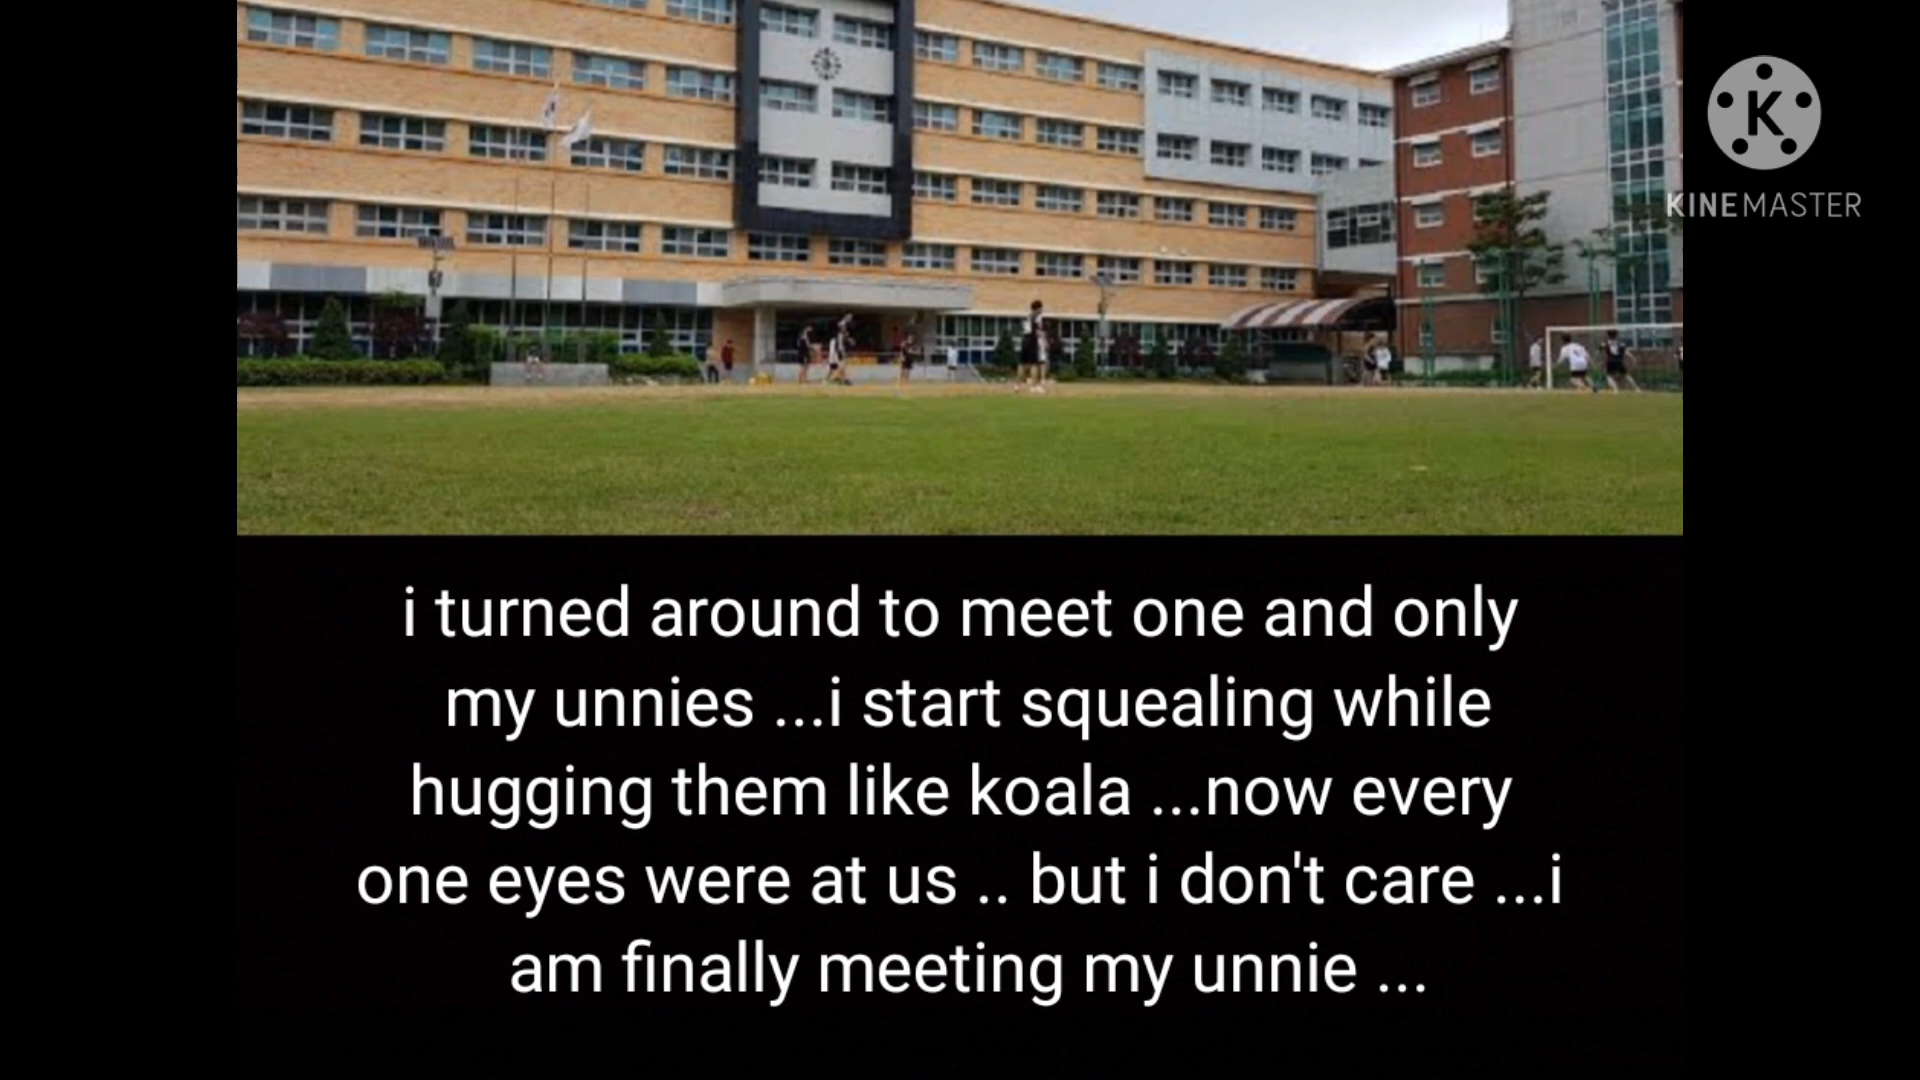 K
KINEMASTER
i turned around to meet one and only
my unnies ...i start squealing while
hugging them like koala ...now every
one eyes were at us .. but i don't care ...i
am finally meeting my unnie ...